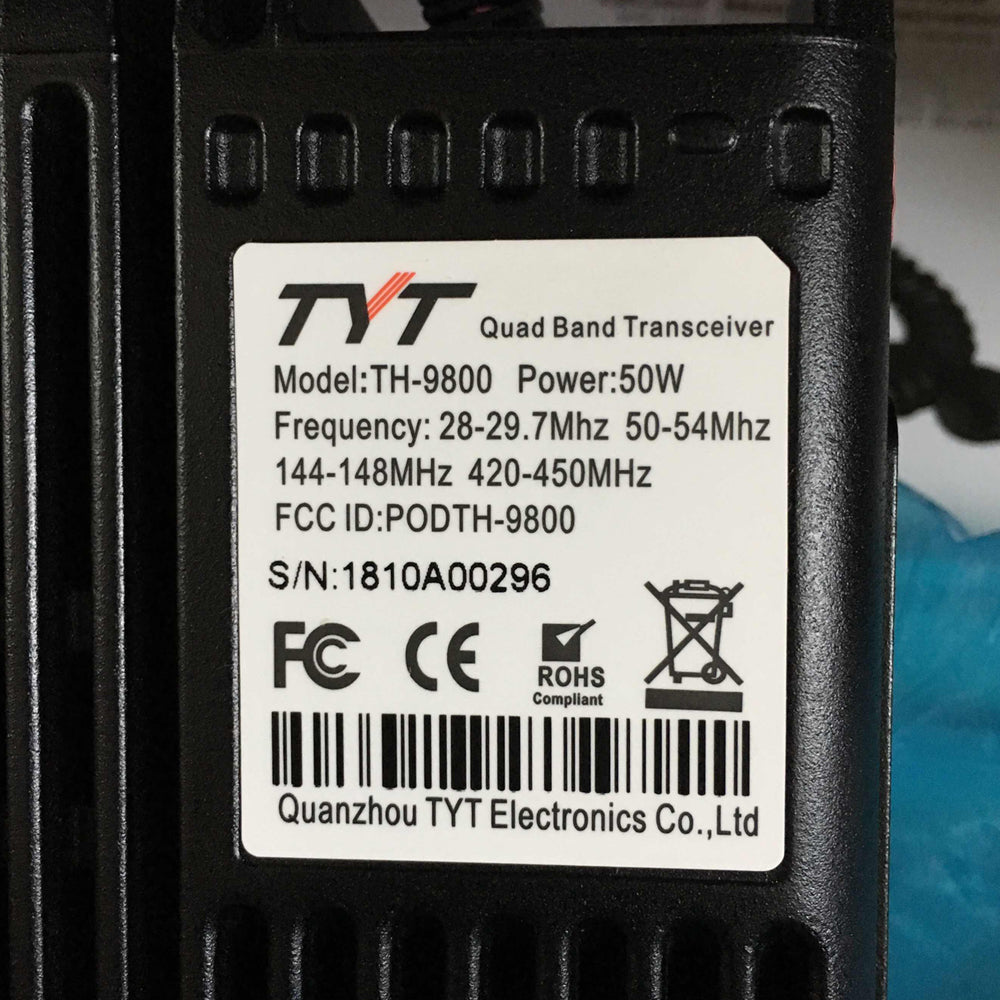 TYT Quad Band Transceiver
Model:TH-9800 Power:50W
Frequency: 28-29.7Mhz 50-54Mhz
144-148MHz 420-450MHz
FCC ID:PODTH-9800
S/N:1810A00296
FC CE ROHS
Compliant
Quanzhou TYT Electronics Co.,Ltd